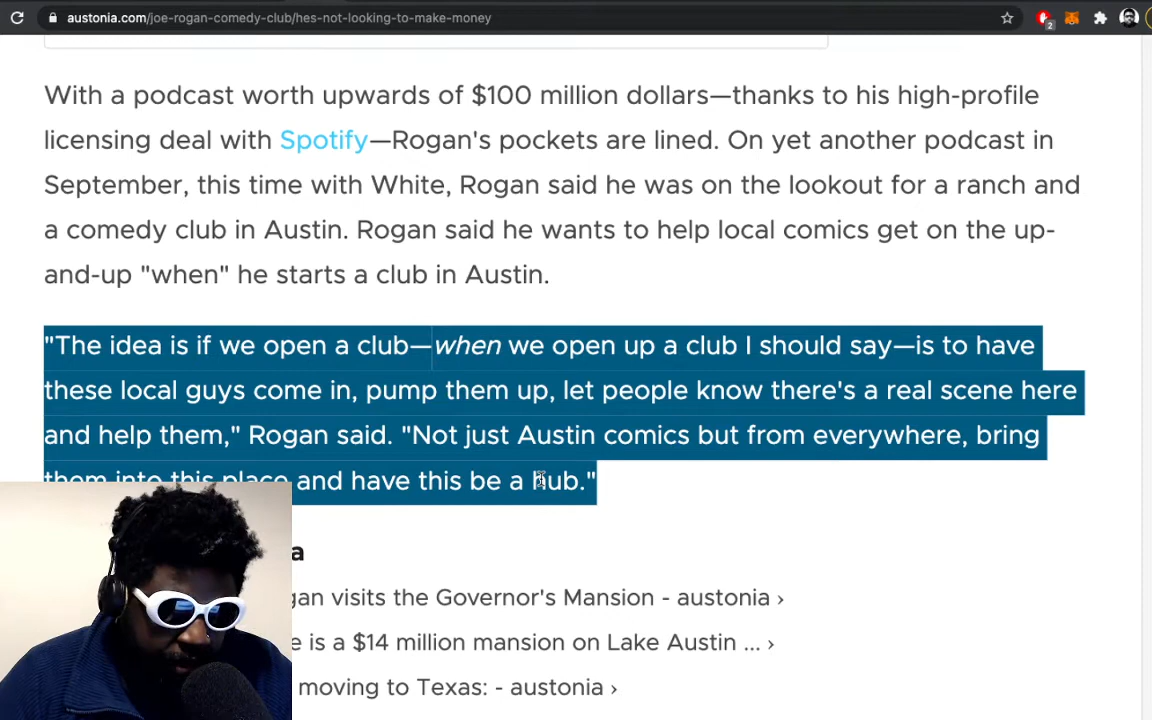 austonia.com/joe-rogan-comedy-club/hes-not-looking-to-make-money
2
With a podcast worth upwards of $100 million dollars—thanks to his high-profile
licensing deal with Spotify—Rogan's pockets are lined. On yet another podcast in
September, this time with White, Rogan said he was on the lookout for a ranch and
a comedy club in Austin. Rogan said he wants to help local comics get on the up-
and-up "when" he starts a club in Austin.
"The idea is if we open a club—when we open up a club I should say—is to have
these local guys come in, pump them up, let people know there's a real scene here
and help them," Rogan said. "Not just Austin comics but from everywhere, bring
them into this place and have this be a hub."
a
gan visits the Governor's Mansion - austonia ›
e is a $14 million mansion on Lake Austin ... ›
moving to Texas: - austonia ›